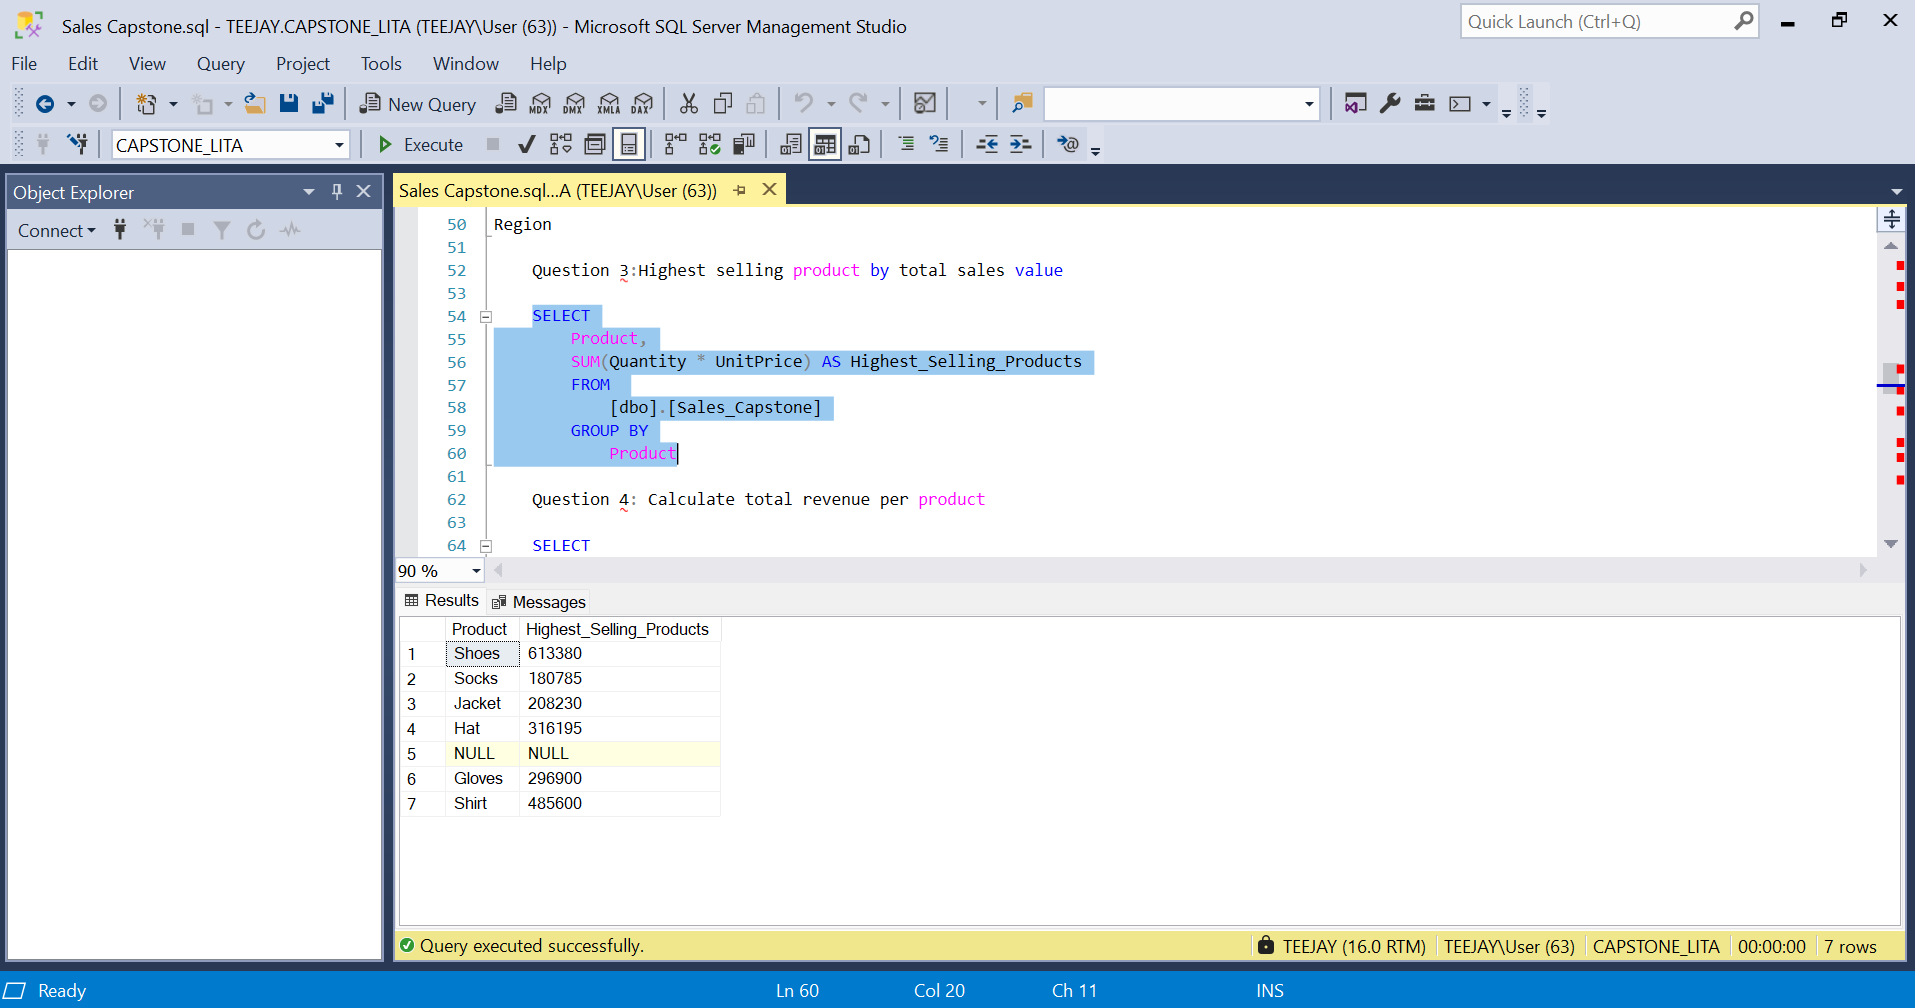 Sales Capstone.sql - TEEJAY.CAPSTONE_LITA (TEEJAY\User (63)) - Microsoft SQL Server Management Studio
Quick Launch (Ctrl+Q)
File Edit View Query Project Tools Window Help
New Query MDX DMX XMLA DAX
CAPSTONE_LITA Execute
Object Explorer
Connect
Sales Capstone.sql...A (TEEJAY\User (63))
50 Region
51
52 Question 3:Highest selling product by total sales value
53
54 SELECT
55 Product,
56 SUM(Quantity * UnitPrice) AS Highest_Selling_Products
57 FROM
58 [dbo].[Sales_Capstone]
59 GROUP BY
60 Product
61
62 Question 4: Calculate total revenue per product
63
64 SELECT
90 %
Results Messages
Product Highest_Selling_Products
1 Shoes 613380
2 Socks 180785
3 Jacket 208230
4 Hat 316195
5 NULL NULL
6 Gloves 296900
7 Shirt 485600
Query executed successfully. TEEJAY (16.0 RTM) TEEJAY\User (63) CAPSTONE_LITA 00:00:00 7 rows
Ready Ln 60 Col 20 Ch 11 INS